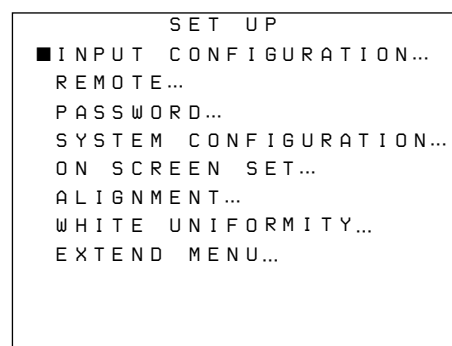 SET UP
■INPUT CONFIGURATION…
REMOTE…
PASSWORD…
SYSTEM CONFIGURATION…
ON SCREEN SET…
ALIGNMENT…
WHITE UNIFORMITY…
EXTEND MENU…